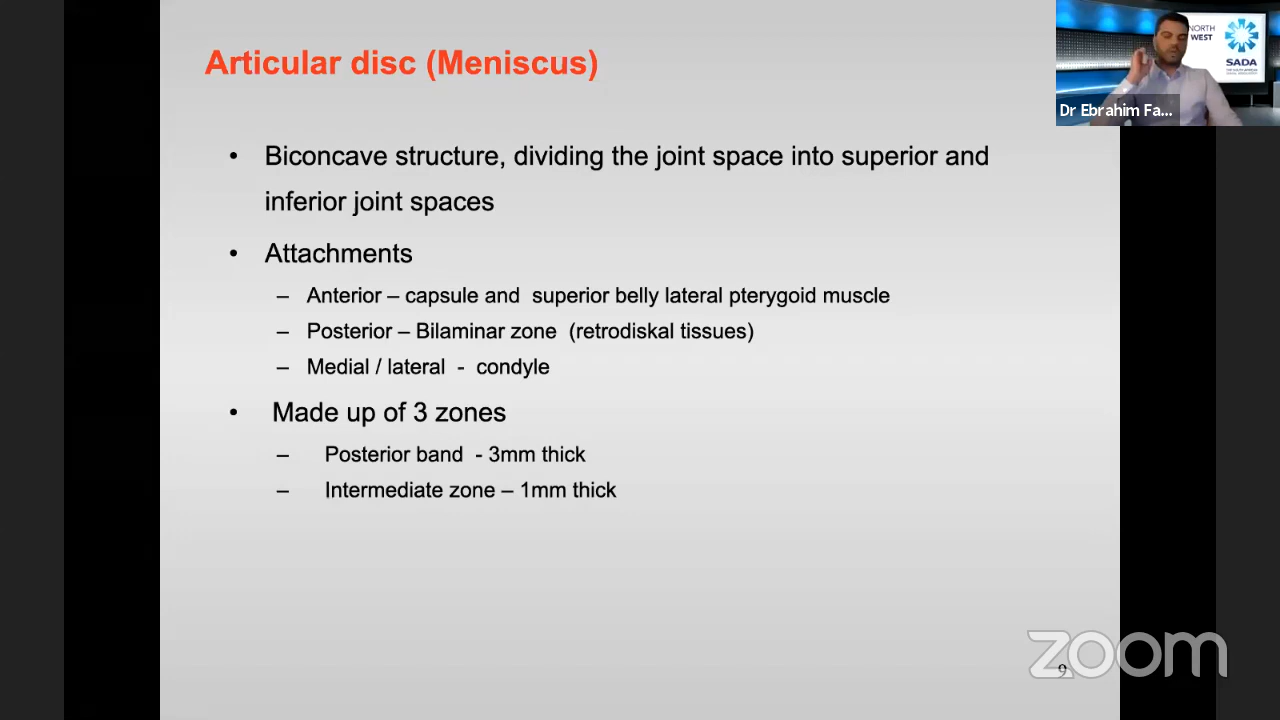 Articular disc (Meniscus)
NORTH
WEST
SADA
Dr Ebrahim Fa...
• Biconcave structure, dividing the joint space into superior and
inferior joint spaces
• Attachments
– Anterior – capsule and superior belly lateral pterygoid muscle
– Posterior – Bilaminar zone (retrodiskal tissues)
– Medial / lateral - condyle
• Made up of 3 zones
– Posterior band - 3mm thick
– Intermediate zone – 1mm thick
zoom
9